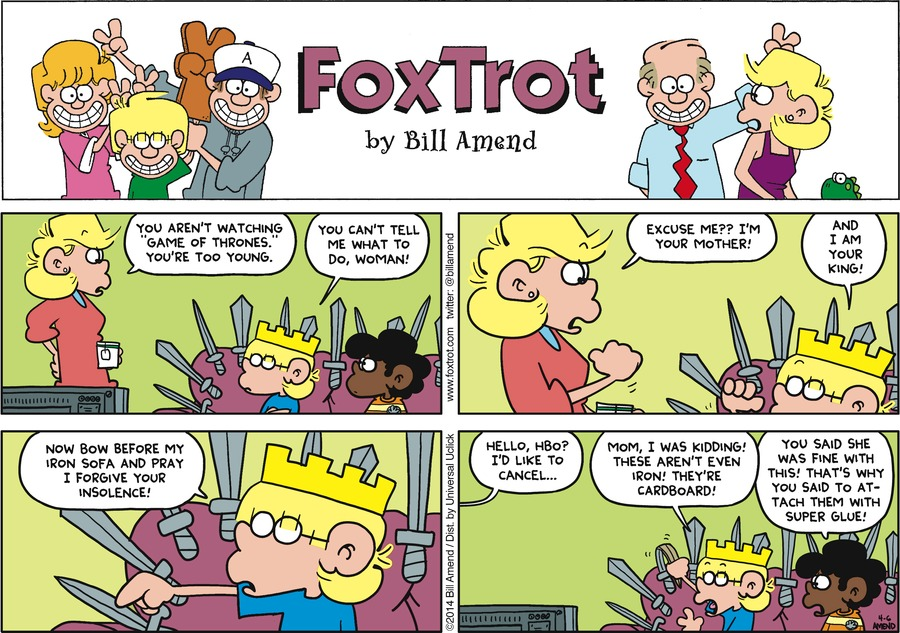 A
FOXTROT
by Bill Amend
YOU AREN'T WATCHING
"GAME OF THRONES."
YOU'RE TOO YOUNG.
YOU CAN'T TELL
ME WHAT TO
DO, WOMAN!
www.foxtrot.com twitter: @billamend
EXCUSE ME?? I'M
YOUR MOTHER!
AND
I AM
YOUR
KING!
NOW BOW BEFORE MY
IRON SOFA AND PRAY
I FORGIVE YOUR
INSOLENCE!
©2014 Bill Amend / Dist. by Universal Uclick
HELLO, HBO?
I'D LIKE TO
CANCEL...
MOM, I WAS KIDDING!
THESE AREN'T EVEN
IRON! THEY'RE
CARDBOARD!
YOU SAID SHE
WAS FINE WITH
THIS! THAT'S WHY
YOU SAID TO AT-
TACH THEM WITH
SUPER GLUE!
4-6
AMEND